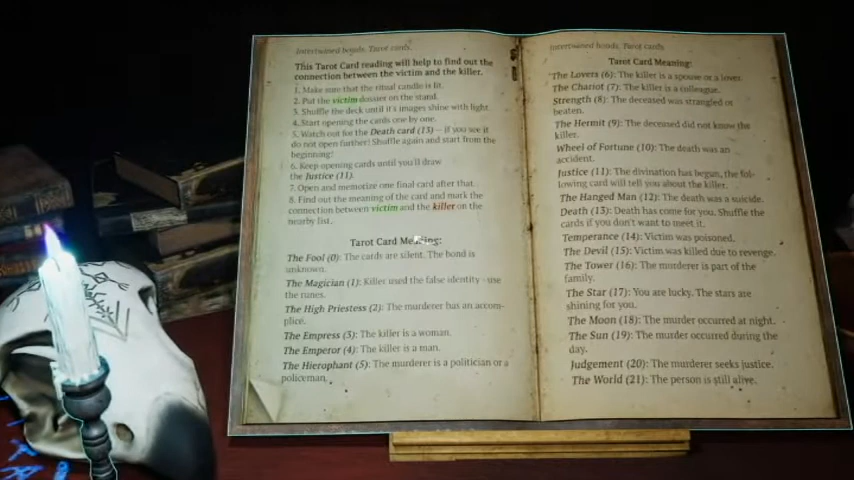 Intertwined bonds. Tarot cards.
This Tarot Card reading will help to find out the
connection between the victim and the killer.
1. Make sure that the ritual candle is lit.
2. Put the victim dossier on the stand.
3. Shuffle the deck until it's images shine with light.
4. Start opening the cards one by one.
5. Watch out for the Death card (13) – if you see it
do not open further! Shuffle again and start from the
beginning!
6. Keep opening cards until you'll draw
the Justice (11).
7. Open and memorize one final card after that.
8. Find out the meaning of the card and mark the
connection between victim and the killer on the
nearby list.
Tarot Card Meaning:
The Fool (0): The cards are silent. The bond is
unknown.
The Magician (1): Killer used the false identity - use
the runes.
The High Priestess (2): The murderer has an accom-
plice.
The Empress (3): The killer is a woman.
The Emperor (4): The killer is a man.
The Hierophant (5): The murderer is a politician or a
policeman.
Intertwined bonds. Tarot cards.
Tarot Card Meaning:
The Lovers (6): The killer is a spouse or a lover.
The Chariot (7): The killer is a colleague.
Strength (8): The deceased was strangled or
beaten.
The Hermit (9): The deceased did not know the
killer.
Wheel of Fortune (10): The death was an
accident.
Justice (11): The divination has begun, the fol-
lowing card will tell you about the killer.
The Hanged Man (12): The death was a suicide.
Death (13): Death has come for you. Shuffle the
cards if you don't want to meet it.
Temperance (14): Victim was poisoned.
The Devil (15): Victim was killed due to revenge.
The Tower (16): The murderer is part of the
family.
The Star (17): You are lucky. The stars are
shining for you.
The Moon (18): The murder occurred at night.
The Sun (19): The murder occurred during the
day.
Judgement (20): The murderer seeks justice.
The World (21): The person is still alive.